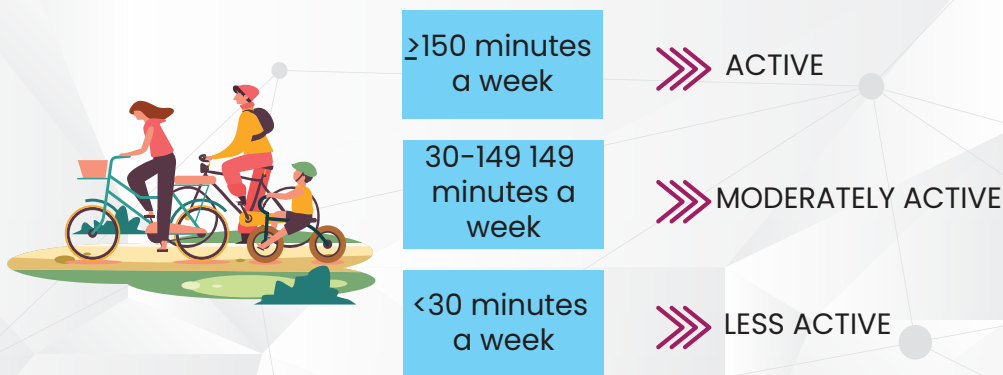 >150 minutes
a week
ACTIVE
30-149 149
minutes a
week
MODERATELY ACTIVE
<30 minutes
a week
LESS ACTIVE